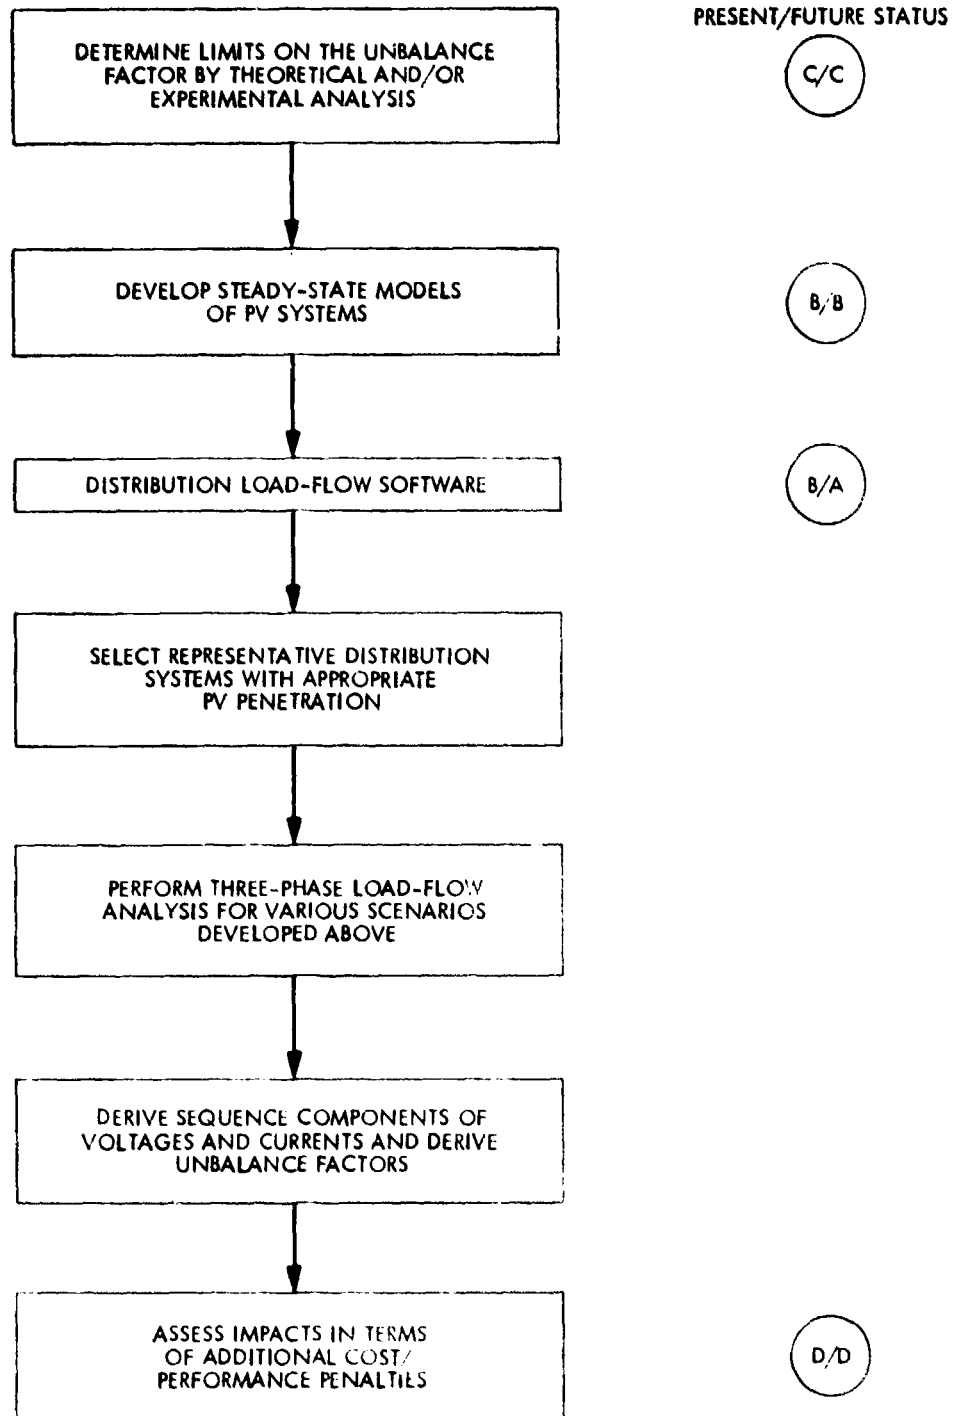 PRESENT/FUTURE STATUS
DETERMINE LIMITS ON THE UNBALANCE
FACTOR BY THEORETICAL AND/OR
EXPERIMENTAL ANALYSIS
C/C
DEVELOP STEADY-STATE MODELS
OF PV SYSTEMS
B/B
DISTRIBUTION LOAD-FLOW SOFTWARE
B/A
SELECT REPRESENTATIVE DISTRIBUTION
SYSTEMS WITH APPROPRIATE
PV PENETRATION
PERFORM THREE-PHASE LOAD-FLOW
ANALYSIS FOR VARIOUS SCENARIOS
DEVELOPED ABOVE
DERIVE SEQUENCE COMPONENTS OF
VOLTAGES AND CURRENTS AND DERIVE
UNBALANCE FACTORS
ASSESS IMPACTS IN TERMS
OF ADDITIONAL COST/
PERFORMANCE PENALTIES
D/D